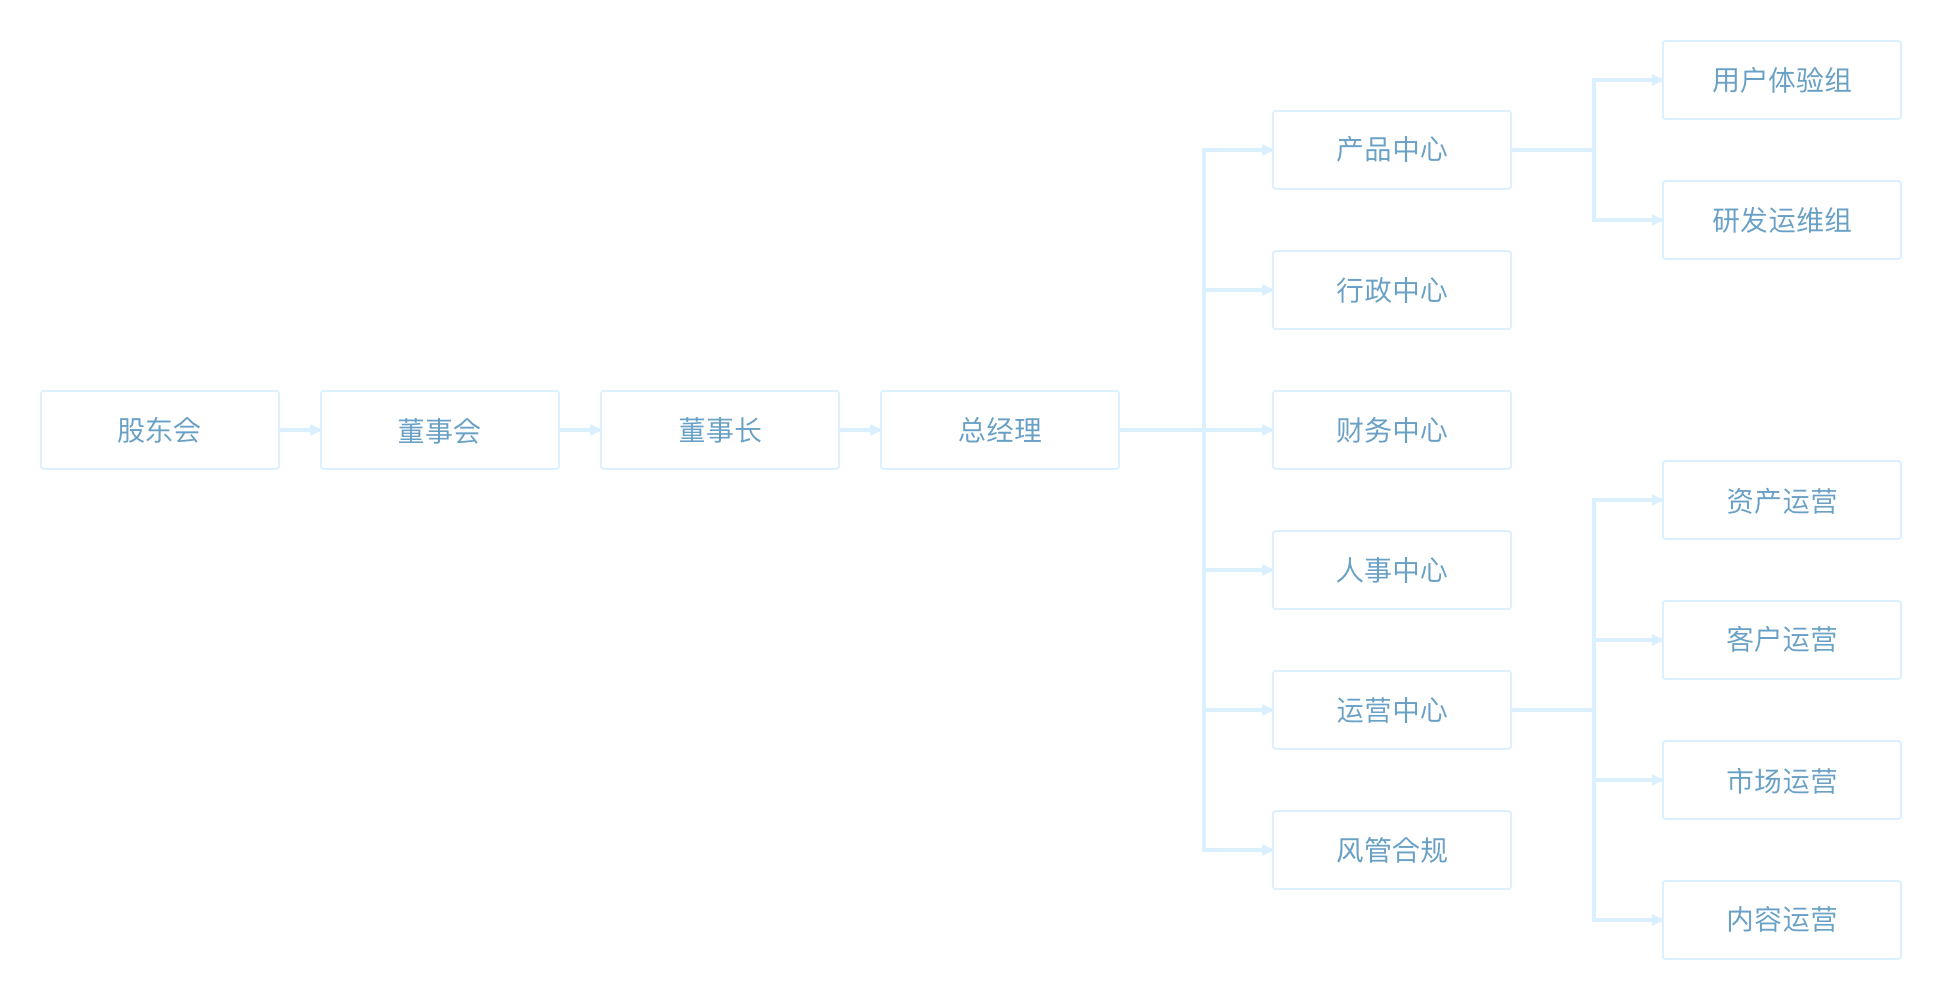 股东会
董事会
董事长
总经理
产品中心
行政中心
财务中心
人事中心
运营中心
风管合规
用户体验组
研发运维组
资产运营
客户运营
市场运营
内容运营